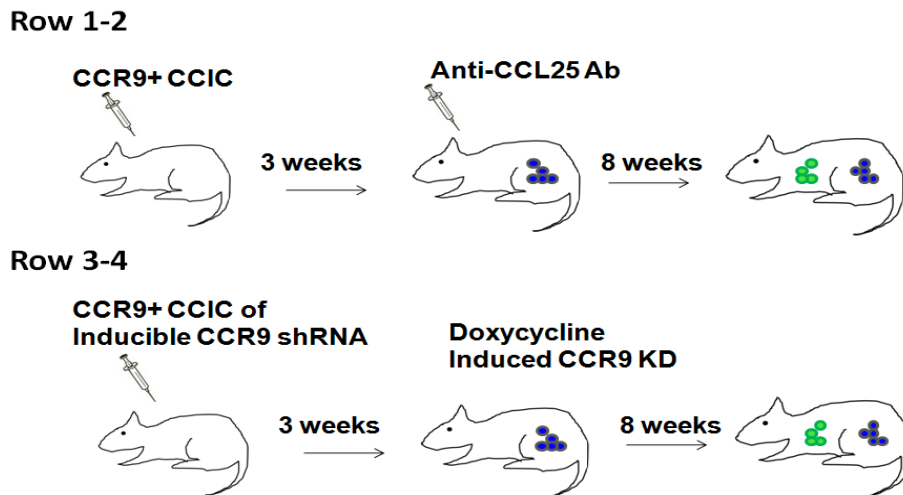 Row 1-2
CCR9+ CCIC
Anti-CCL25 Ab
3 weeks
8 weeks
Row 3-4
CCR9+ CCIC of
Inducible CCR9 shRNA
Doxycycline
Induced CCR9 KD
3 weeks
8 weeks